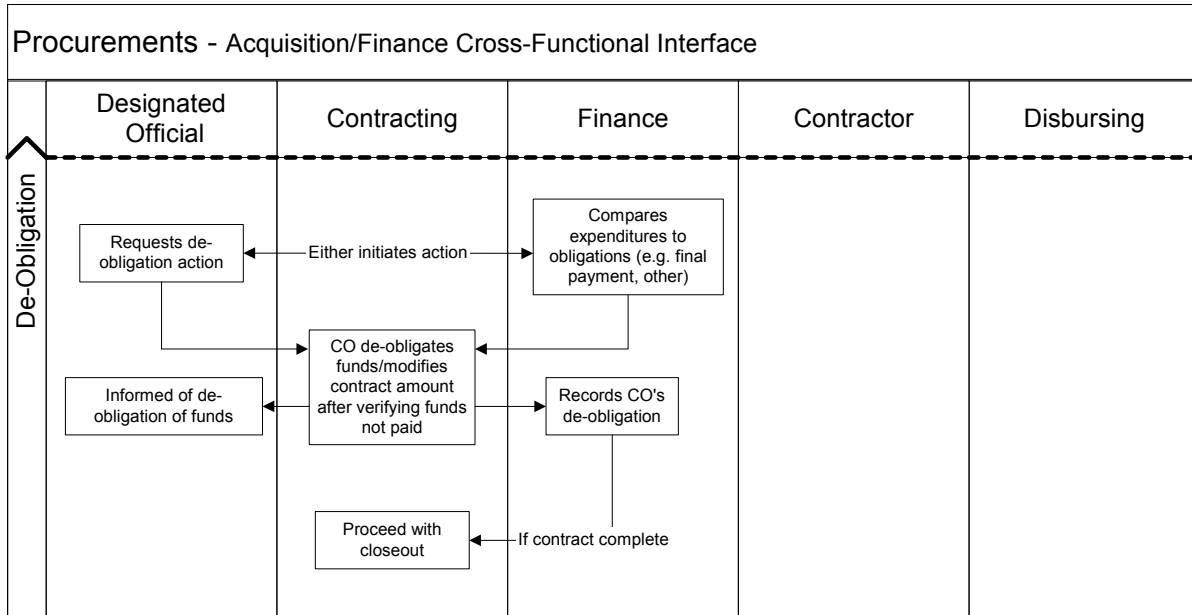 Procurements - Acquisition/Finance Cross-Functional Interface
Designated
Official
Contracting
Finance
Contractor
Disbursing
De-Obligation
Requests de-
obligation action
Either initiates action
Compares
expenditures to
obligations (e.g. final
payment, other)
CO de-obligates
funds/modifies
contract amount
after verifying funds
not paid
Informed of de-
obligation of funds
Records CO's
de-obligation
Proceed with
closeout
If contract complete